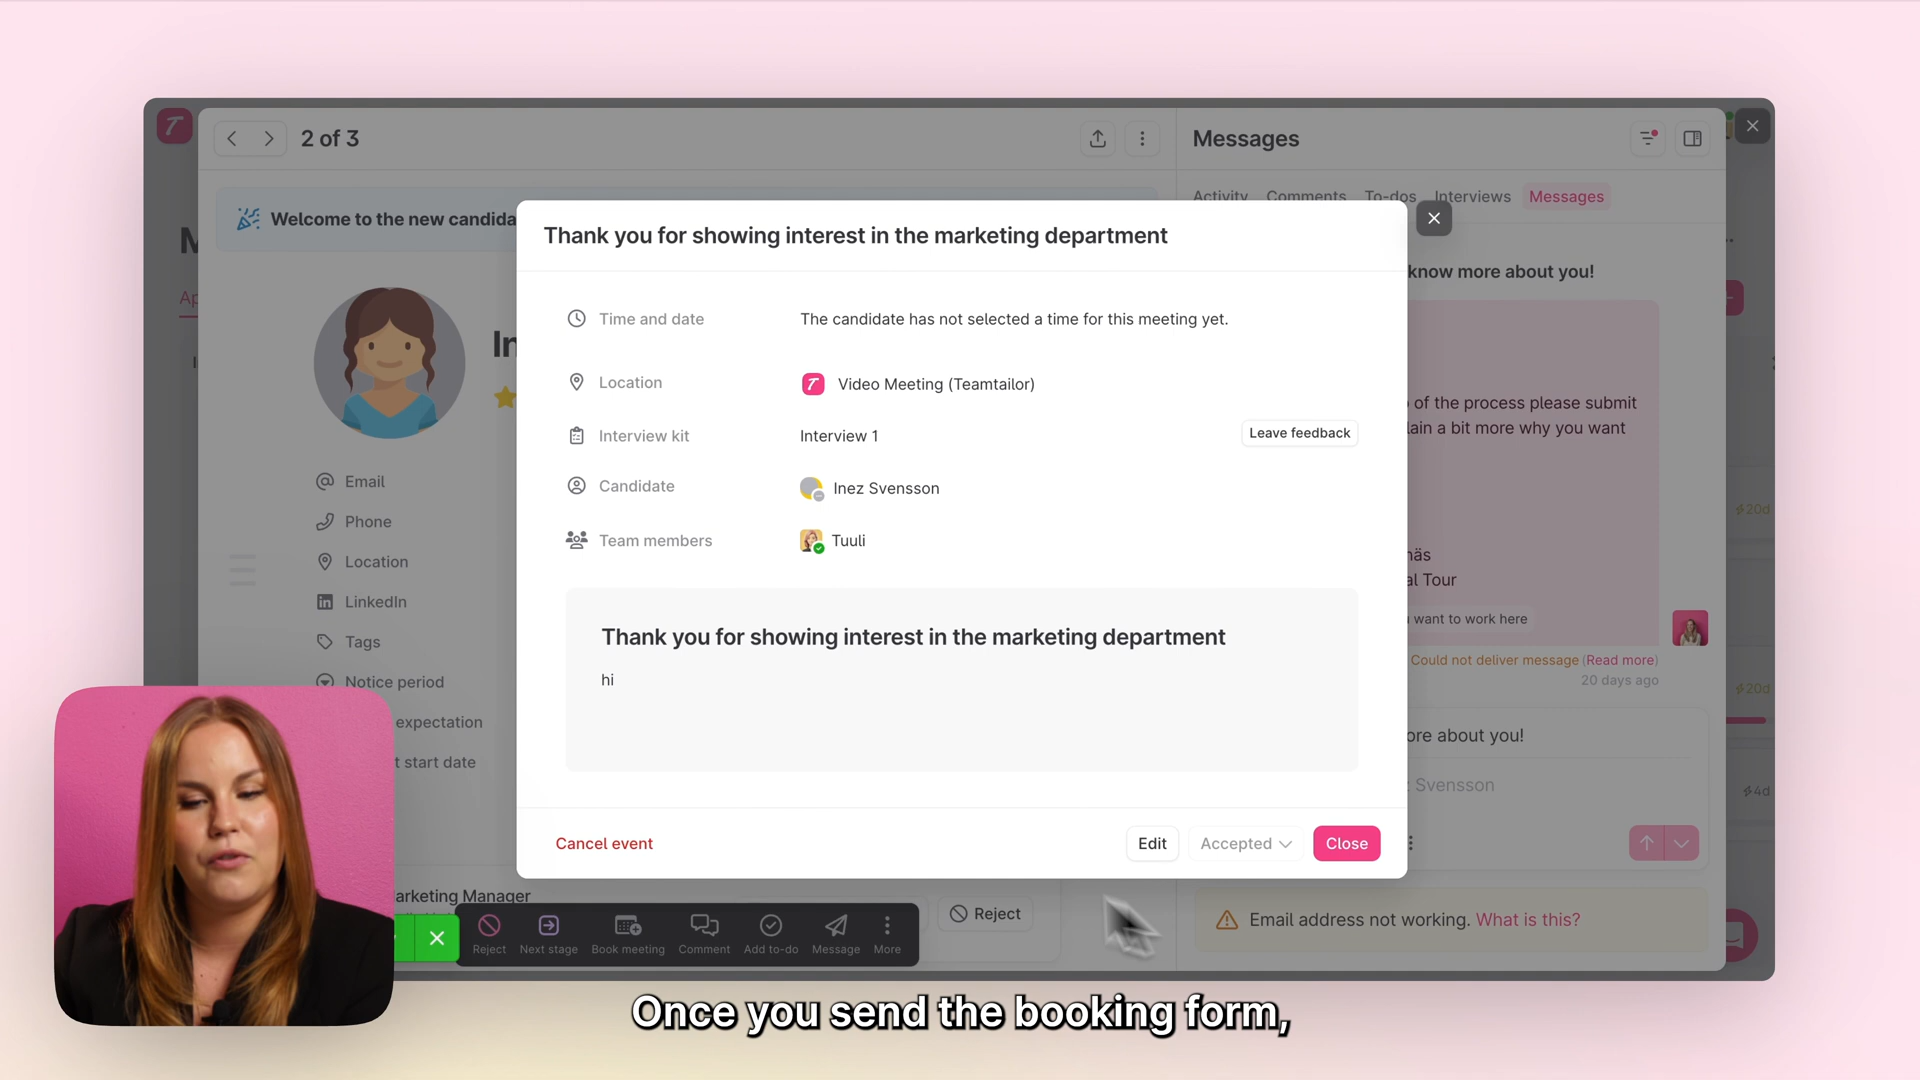 2 of 3
Messages
Activity Comments To-dos Interviews Messages
Welcome to the new candida
Thank you for showing interest in the marketing department
know more about you!
Time and date
The candidate has not selected a time for this meeting yet.
Location
Video Meeting (Teamtailor)
Interview kit
Interview 1
Leave feedback
Candidate
Inez Svensson
Team members
Tuuli
Thank you for showing interest in the marketing department
hi
Cancel event
Edit
Accepted
Close
In
Email
Phone
Location
LinkedIn
Tags
Notice period
expectation
t start date
of the process please submit
lain a bit more why you want
näs
al Tour
want to work here
Could not deliver message (Read more)
20 days ago
ore about you!
Svensson
20d
20d
4d
arketing Manager
Reject
Reject
Next stage
Book meeting
Comment
Add to-do
Message
More
Email address not working. What is this?
Once you send the booking form,